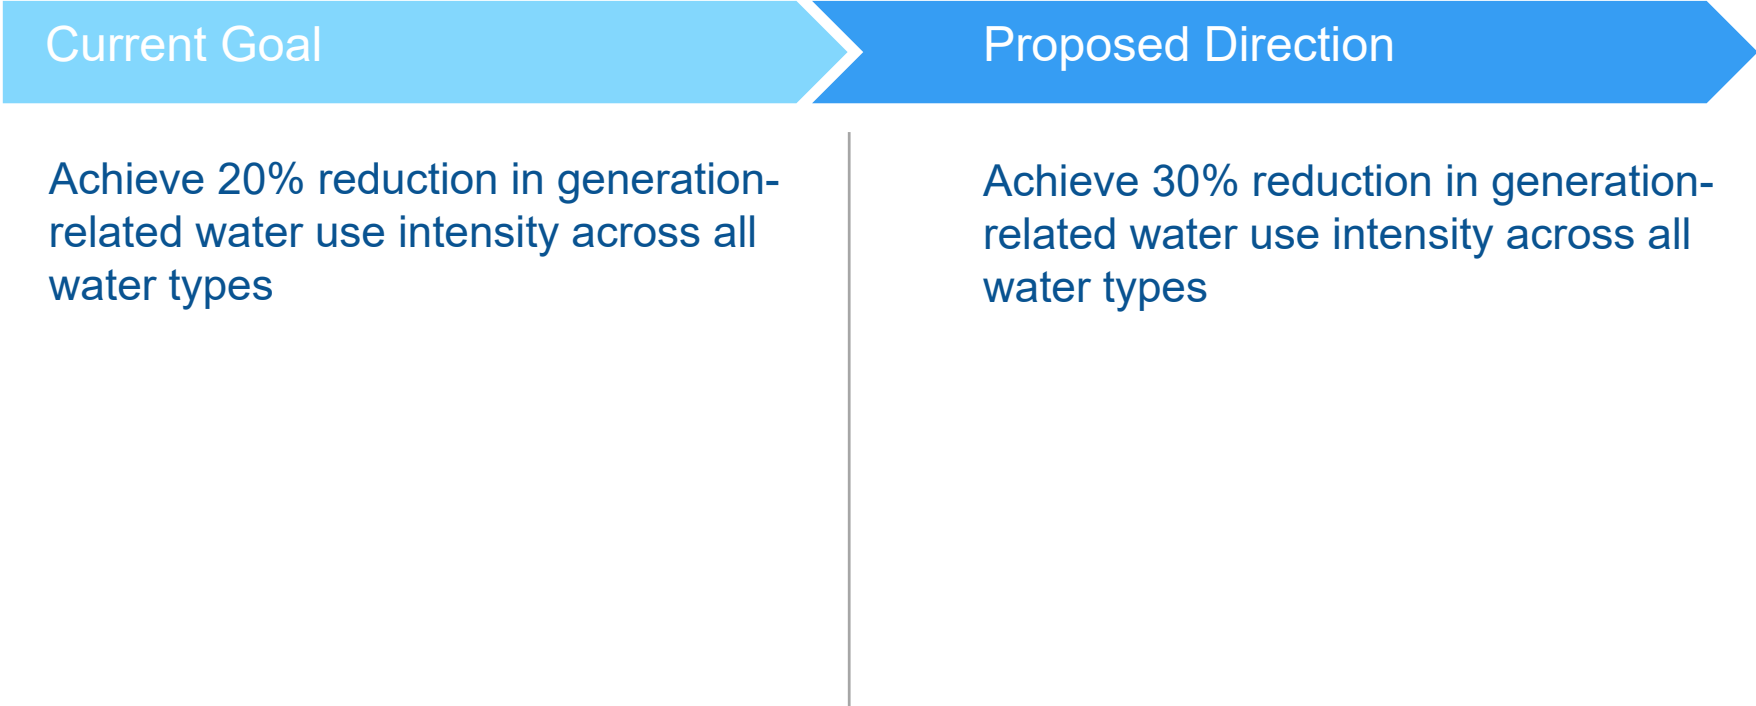 Current Goal
Proposed Direction
Achieve 20% reduction in generation-
related water use intensity across all
water types
Achieve 30% reduction in generation-
related water use intensity across all
water types